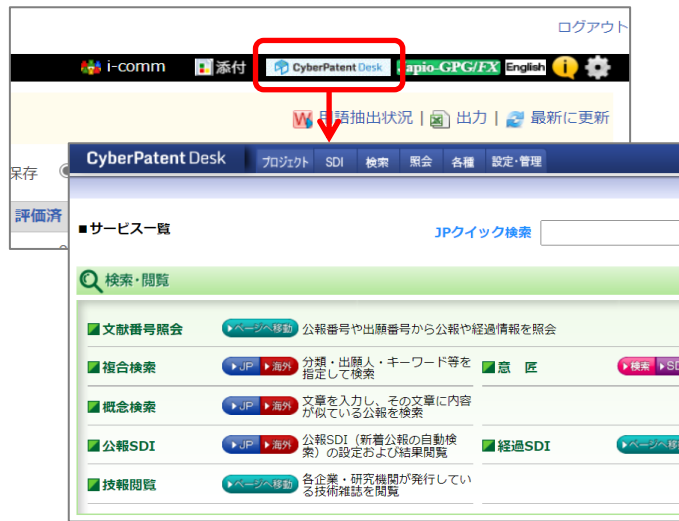 ログアウト
i-comm 添付 CyberPatent Desk apio-GPG/FX English
用語抽出状況 | 出力 | 最新に更新
保存
評価済
CyberPatent Desk プロジェクト SDI 検索 照会 各種 設定・管理
■サービス一覧 JPクイック検索
検索・閲覧
文献番号照会 ページへ移動 公報番号や出願番号から公報や経過情報を照会
複合検索 JP 海外 分類・出願人・キーワード等を
指定して検索
意 匠 検索 SD
概念検索 JP 海外 文章を入力し、その文章に内容
が似ている公報を検索
公報SDI JP 海外 公報SDI（新着公報の自動検
索）の設定および結果閲覧
経過SDI ページへ移
技報閲覧 ページへ移動 各企業・研究機関が発行してい
る技術雑誌を閲覧